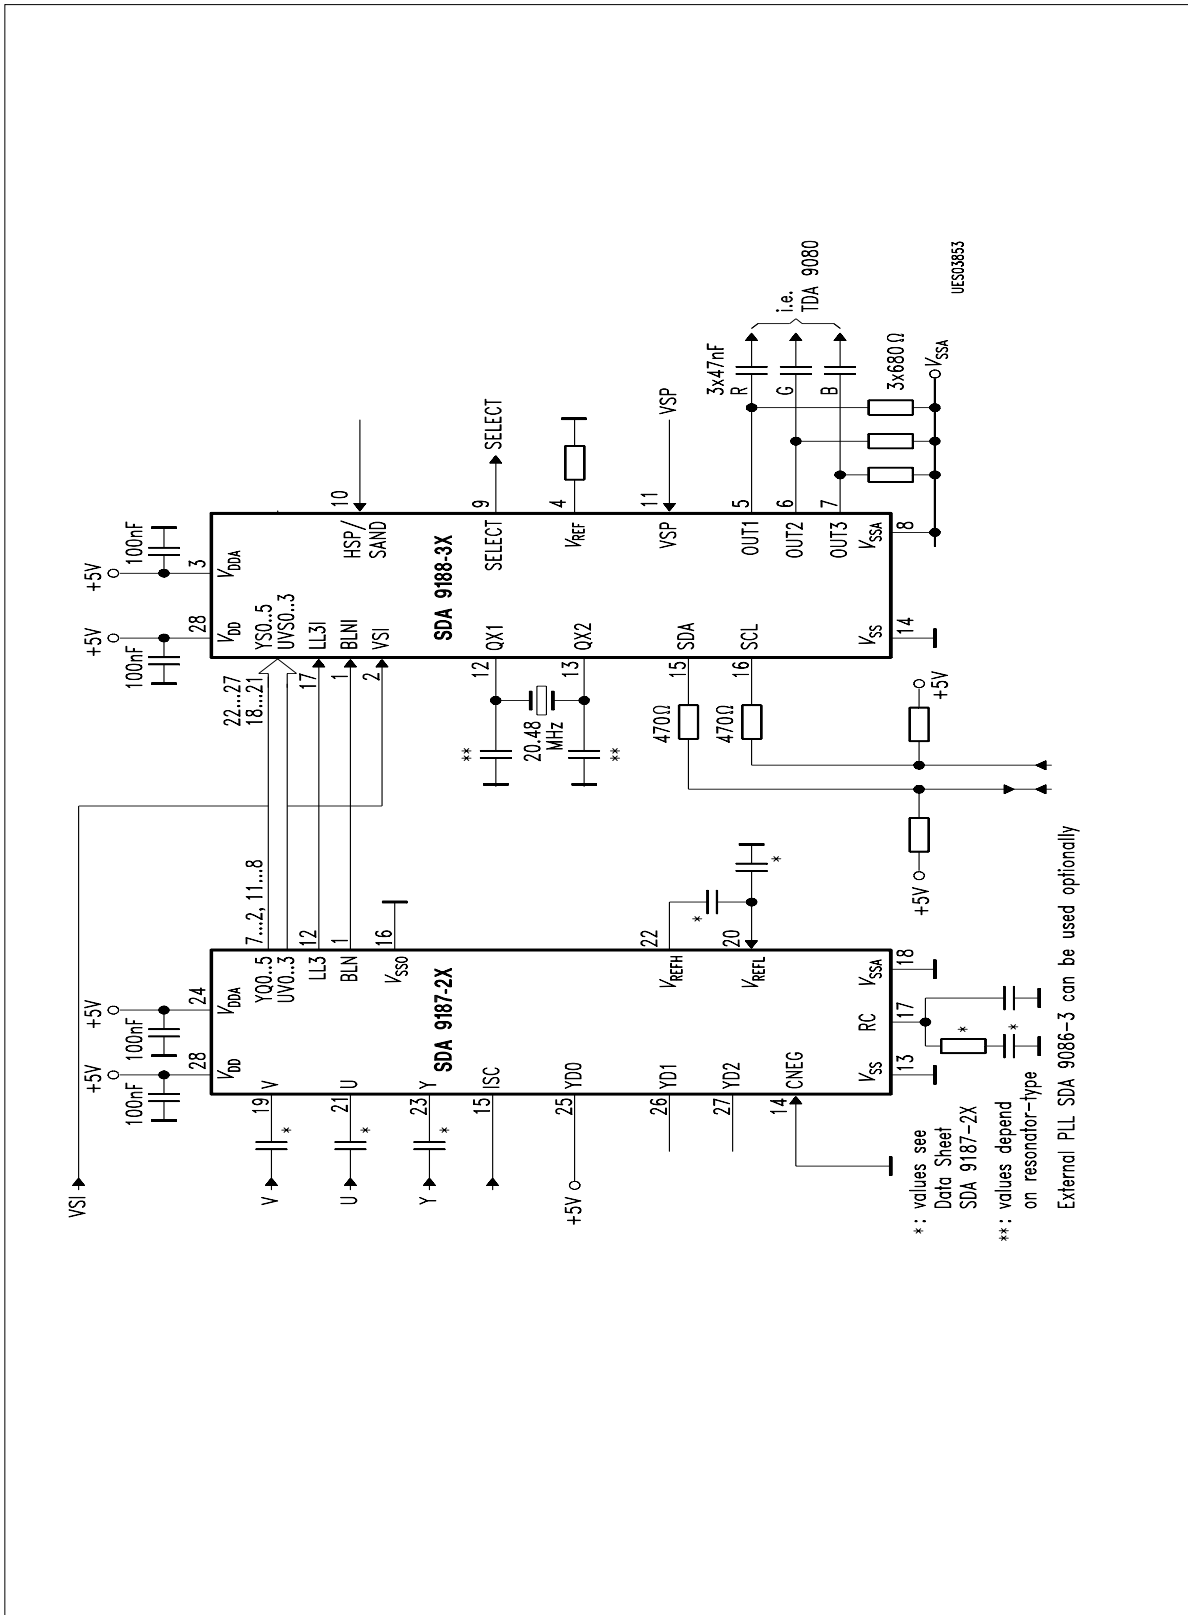 VSI
+5V
+5V
100nF
100nF
28
24
VDD
VDDA
V
19
V
U
21
U
Y
23
Y
ISC
15
+5V
YD0
25
YD1
26
YD2
27
CNEG
14
SDA 9187-2X
YQ0..5
UV0..3
7...2, 11...8
LL3
12
BLN
1
VSSO
16
VREFH
22
VREFL
20
VSS
13
RC
17
VSSA
18
*
*
*
*
*
*
*
+5V
+5V
100nF
100nF
28
3
VDD
VDDA
22...27
18...21
YS0..5
UVS0..3
17
LL3I
1
BLNI
2
VSI
SDA 9188-3X
12
QX1
13
QX2
**
20.48
MHz
**
15
SDA
470Ω
16
SCL
470Ω
+5V
+5V
HSP/
SAND
10
SELECT
9
SELECT
VREF
4
VSP
11
VSP
OUT1
5
OUT2
6
OUT3
7
VSS
14
VSSA
8
3x47nF
R
G
B
i.e.
TDA 9080
3x680Ω
VSSA
UES03853
*: values see
Data Sheet
SDA 9187-2X
**: values depend
on resonator-type
External PLL SDA 9086-3 can be used optionally